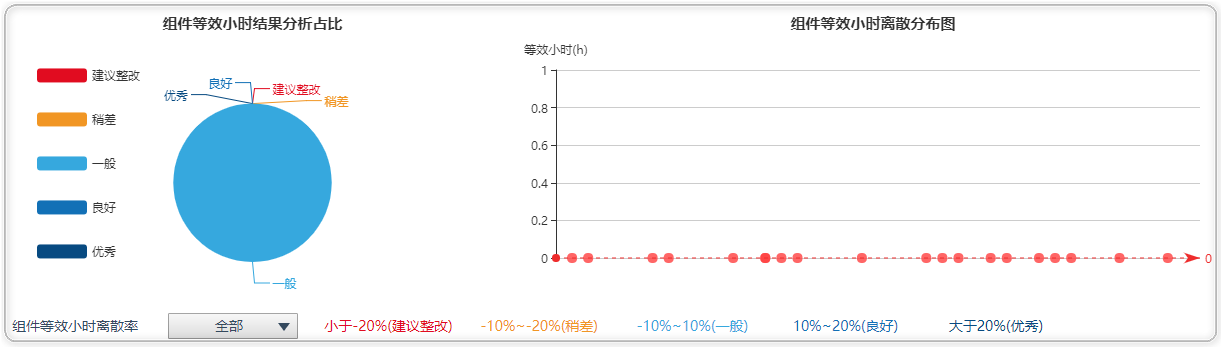 组件等效小时结果分析占比
建议整改
稍差
一般
良好
优秀
良好
优秀
建议整改
稍差
一般
组件等效小时离散分布图
等效小时(h)
1
0.8
0.6
0.4
0.2
0
0
组件等效小时离散率
全部
小于-20%(建议整改)
-10%~-20%(稍差)
-10%~10%(一般)
10%~20%(良好)
大于20%(优秀)